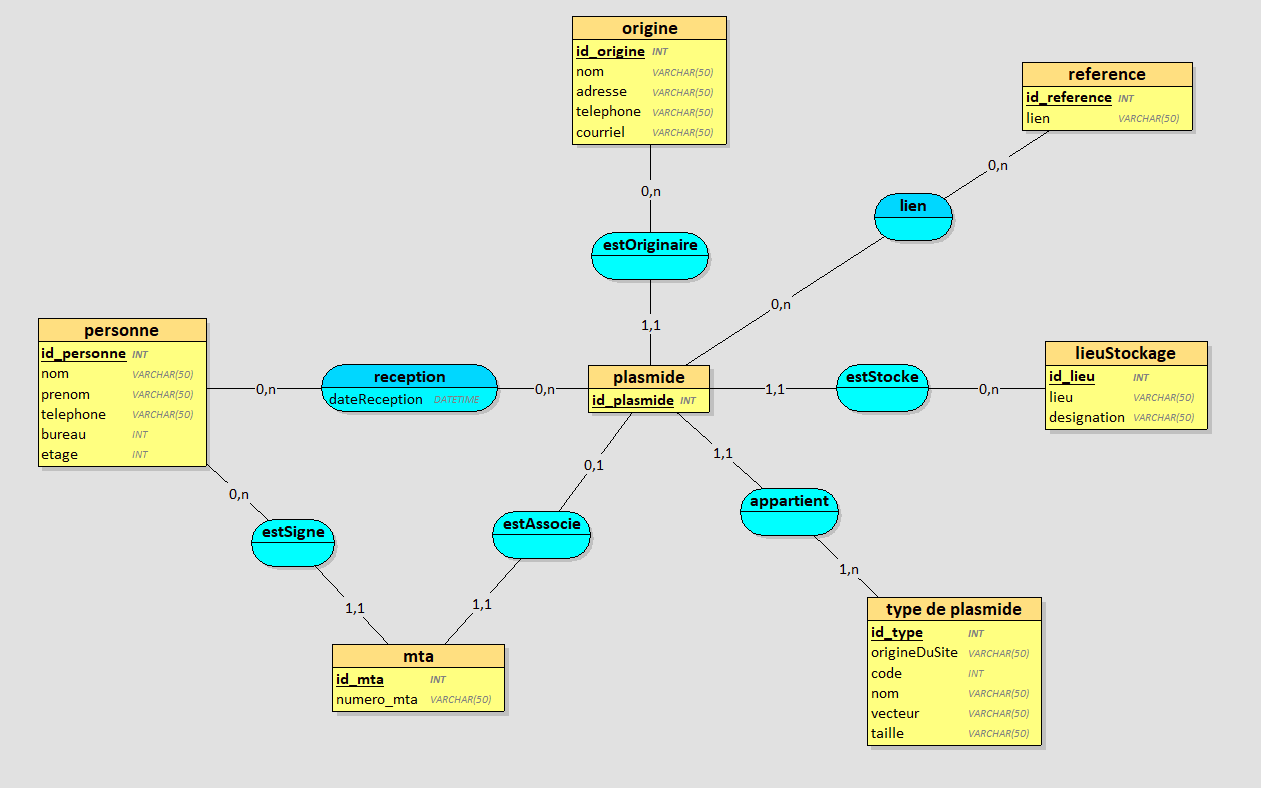 origine
id_origine INT
nom VARCHAR(50)
adresse VARCHAR(50)
telephone VARCHAR(50)
courriel VARCHAR(50)
reference
id_reference INT
lien VARCHAR(50)
0,n
0,n
lien
estOriginaire
0,n
1,1
personne
id_personne INT
nom VARCHAR(50)
prenom VARCHAR(50)
telephone VARCHAR(50)
bureau INT
etage INT
0,n
reception
dateReception DATETIME
0,n
plasmide
id_plasmide INT
1,1
estStocke
0,n
lieuStockage
id_lieu INT
lieu VARCHAR(50)
designation VARCHAR(50)
0,1
1,1
0,n
estSigne
estAssocie
appartient
1,1
1,1
1,n
mta
id_mta INT
numero_mta VARCHAR(50)
type de plasmide
id_type INT
origineDuSite VARCHAR(50)
code INT
nom VARCHAR(50)
vecteur VARCHAR(50)
taille VARCHAR(50)